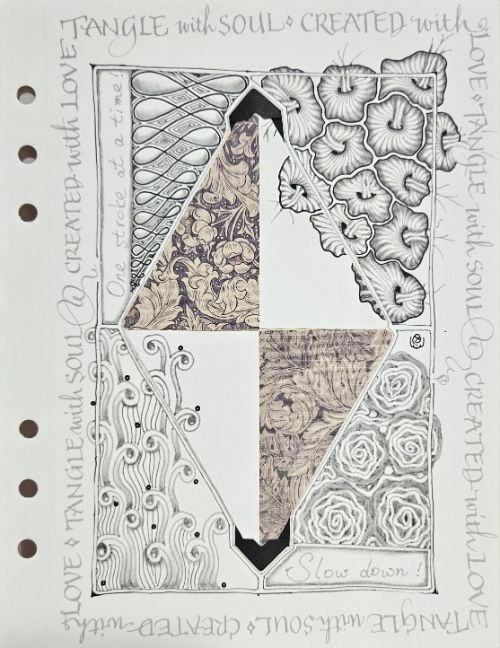 TANGLE with SOUL ⬥ CREATED with
LOVE ⬥ TANGLE with SOUL @ CREATED with LOVE
One stroke at a time!
Slow down!
TANGLE with SOUL ⬥ CREATED with
LOVE ⬥ TANGLE with SOUL @ CREATED with LOVE